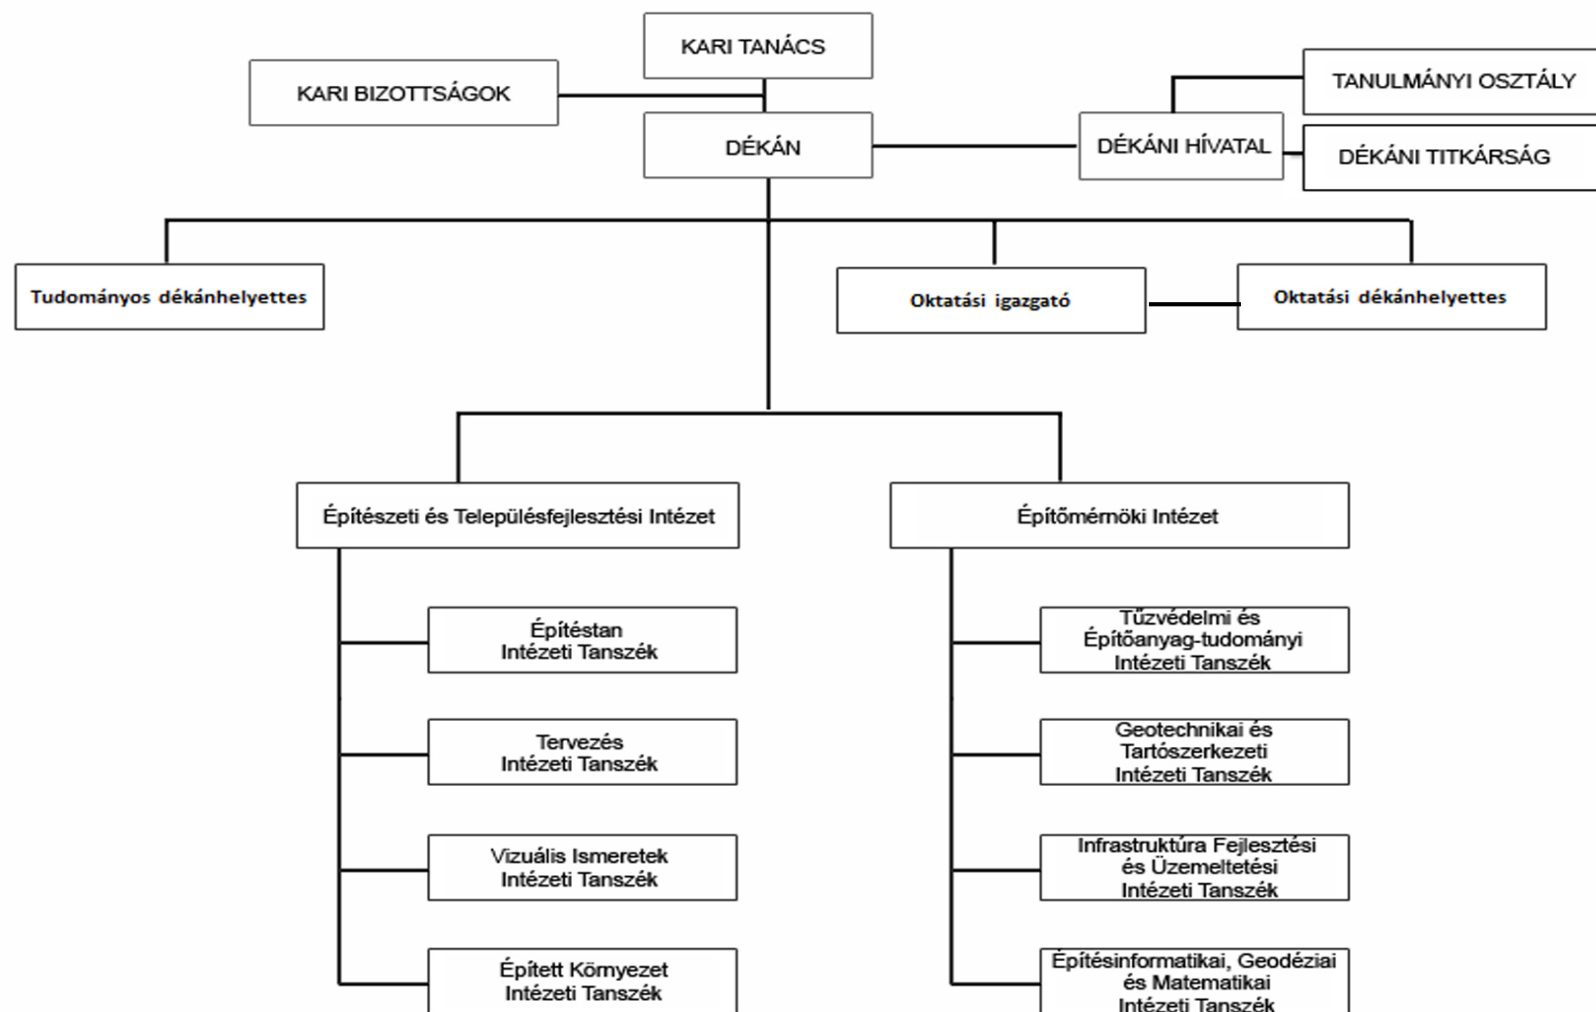 KARI TANÁCS
KARI BIZOTTSÁGOK
TANULMÁNYI OSZTÁLY
DÉKÁN
DÉKÁNI HÍVATAL
DÉKÁNI TITKÁRSÁG
Tudományos dékánhelyettes
Oktatási igazgató
Oktatási dékánhelyettes
Építészeti és Településfejlesztési Intézet
Építőmérnöki Intézet
Építéstan
Intézeti Tanszék
Tűzvédelmi és
Építőanyag-tudományi
Intézeti Tanszék
Tervezés
Intézeti Tanszék
Geotechnikai és
Tartószerkezeti
Intézeti Tanszék
Vizuális Ismeretek
Intézeti Tanszék
Infrastruktúra Fejlesztési
és Üzemeltetési
Intézeti Tanszék
Épített Környezet
Intézeti Tanszék
Építésinformatikai, Geodéziai
és Matematikai
Intézeti Tanszék